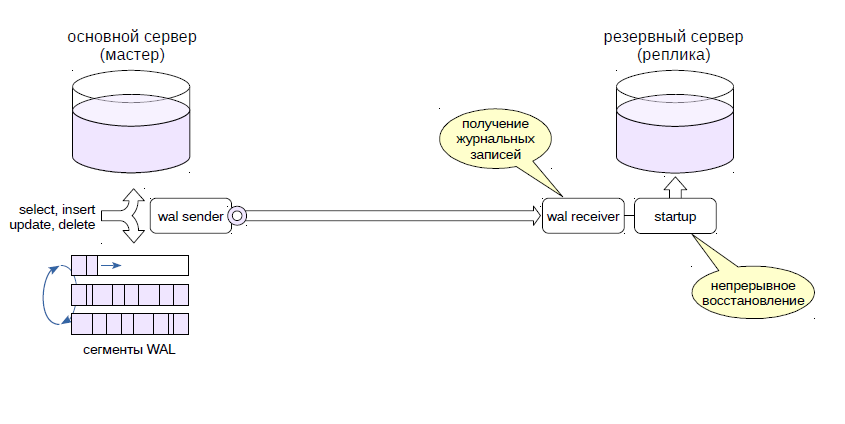 основной сервер
(мастер)
резервный сервер
(реплика)
получение
журнальных
записей
select, insert
update, delete
wal sender
wal receiver
startup
непрерывное
восстановление
сегменты WAL